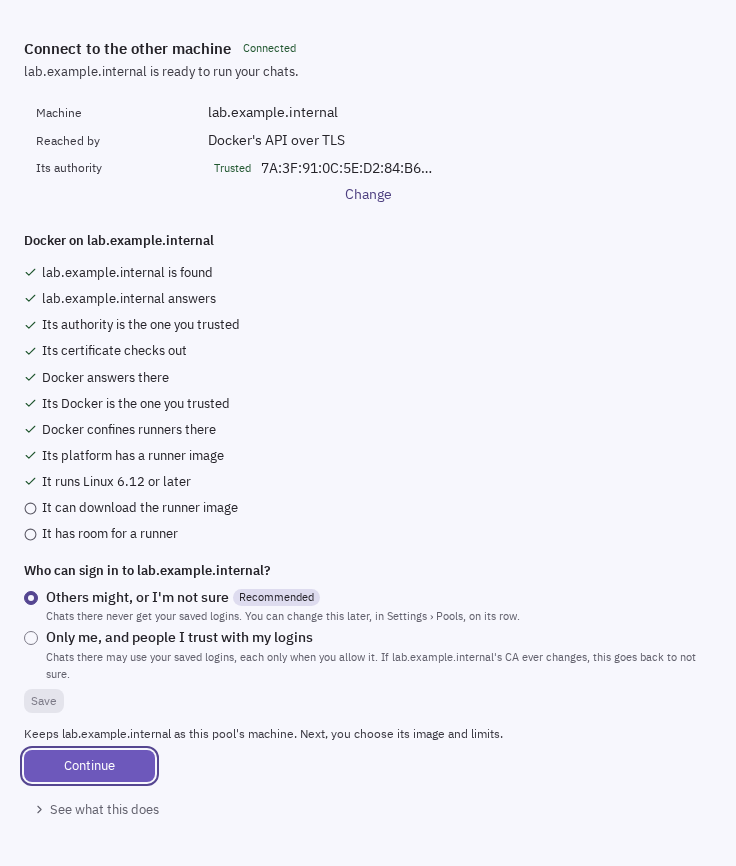 Connect to the other machine Connected
lab.example.internal is ready to run your chats.
Machine lab.example.internal
Reached by Docker's API over TLS
Its authority Trusted 7A:3F:91:0C:5E:D2:84:B6…
Change
Docker on lab.example.internal
lab.example.internal is found
lab.example.internal answers
Its authority is the one you trusted
Its certificate checks out
Docker answers there
Its Docker is the one you trusted
Docker confines runners there
Its platform has a runner image
It runs Linux 6.12 or later
It can download the runner image
It has room for a runner
Who can sign in to lab.example.internal?
Others might, or I'm not sure Recommended
Chats there never get your saved logins. You can change this later, in Settings › Pools, on its row.
Only me, and people I trust with my logins
Chats there may use your saved logins, each only when you allow it. If lab.example.internal's CA ever changes, this goes back to not
sure.
Save
Keeps lab.example.internal as this pool's machine. Next, you choose its image and limits.
Continue
See what this does